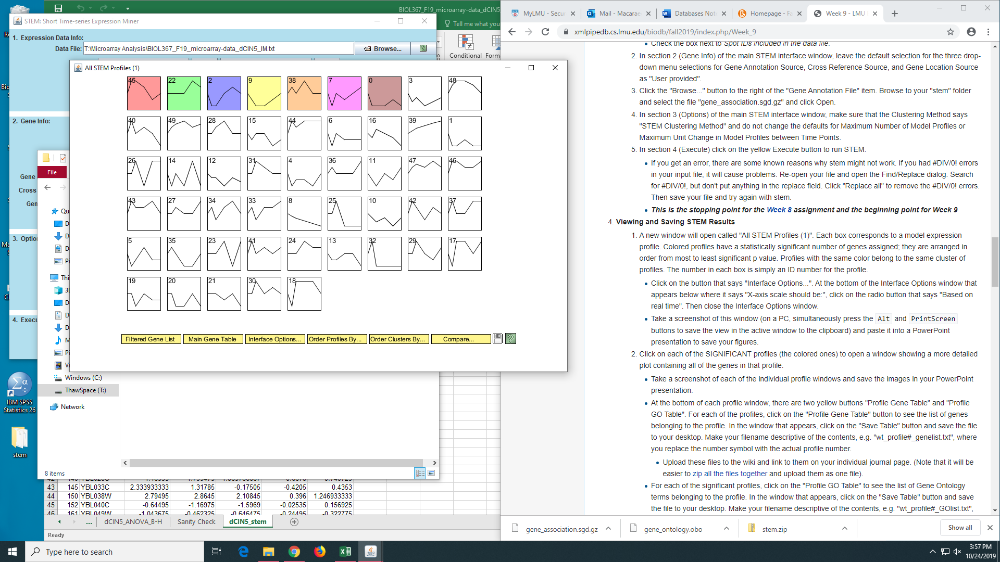 BIOL367_F19_microarray-data_dCIN5
STEM: Short Time-series Expression Miner
Tell me what you
MyLMU - Secu
Mail - Macarae
Databases Not
Homepage - Fa
Week 9 - LMU
xmlpipedb.cs.lmu.edu/biodb/fall2019/index.php/Week_9
1. Expression Data Info:
Data File:
T:\Microarray Analysis\BIOL367_F19_microarray-data_dCIN5_IM.txt
Browse...
Conditional
Form
2. Gene Info:
Gene
Cross
Gen
3. Option
4. Execu
All STEM Profiles (1)
45 22 2 9 38 7 0 3 48
40 49 28 15 44 6 16 39 1
26 14 12 31 4 36 11 47 46
43 27 34 33 8 25 10 42 37
5 35 23 41 24 13 32 29 17
19 20 21 30 18
Filtered Gene List
Main Gene Table
Interface Options...
Order Profiles By...
Order Clusters By...
Compare...
File
Qu
D
D
D
Pi
Thi
3D
D
D
D
M
Pi
Vi
Windows (C:)
ThawSpace (T:)
Network
8 items
IBM SPSS
Statistics 26
stem
43 145 YBL033C 2.333933333 1.31785 -0.17505 -0.4205 0.4353
44 150 YBL038W 2.79495 2.8645 2.10845 0.396 1.246933333
45 152 YBL040C -0.64495 -1.16975 -1.5969 -0.02535 0.156925
46 161 YBL049W -1.043675 -0.462325 -0.646475 -0.24495 -0.322775
...
dCIN5_ANOVA_B-H
Sanity Check
dCIN5_stem
Ready
Check the box next to Spot IDs included in the data file.
2. In section 2 (Gene Info) of the main STEM interface window, leave the default selection for the three drop-
down menu selections for Gene Annotation Source, Cross Reference Source, and Gene Location Source
as "User provided".
3. Click the "Browse..." button to the right of the "Gene Annotation File" item. Browse to your "stem" folder
and select the file "gene_association.sgd.gz" and click Open.
4. In section 3 (Options) of the main STEM interface window, make sure that the Clustering Method says
"STEM Clustering Method" and do not change the defaults for Maximum Number of Model Profiles or
Maximum Unit Change in Model Profiles between Time Points.
5. In section 4 (Execute) click on the yellow Execute button to run STEM.
If you get an error, there are some known reasons why stem might not work. If you had #DIV/0! errors
in your input file, it will cause problems. Re-open your file and open the Find/Replace dialog. Search
for #DIV/0!, but don't put anything in the replace field. Click "Replace all" to remove the #DIV/0! errors.
Then save your file and try again with stem.
This is the stopping point for the Week 8 assignment and the beginning point for Week 9
4. Viewing and Saving STEM Results
1. A new window will open called "All STEM Profiles (1)". Each box corresponds to a model expression
profile. Colored profiles have a statistically significant number of genes assigned; they are arranged in
order from most to least significant p value. Profiles with the same color belong to the same cluster of
profiles. The number in each box is simply an ID number for the profile.
Click on the button that says "Interface Options...". At the bottom of the Interface Options window that
appears below where it says "X-axis scale should be:", click on the radio button that says "Based on
real time". Then close the Interface Options window.
Take a screenshot of this window (on a PC, simultaneously press the Alt and PrintScreen
buttons to save the view in the active window to the clipboard) and paste it into a PowerPoint
presentation to save your figures.
2. Click on each of the SIGNIFICANT profiles (the colored ones) to open a window showing a more detailed
plot containing all of the genes in that profile.
Take a screenshot of each of the individual profile windows and save the images in your PowerPoint
presentation.
At the bottom of each profile window, there are two yellow buttons "Profile Gene Table" and "Profile
GO Table". For each of the profiles, click on the "Profile Gene Table" button to see the list of genes
belonging to the profile. In the window that appears, click on the "Save Table" button and save the file
to your desktop. Make your filename descriptive of the contents, e.g. "wt_profile#_genelist.txt", where
you replace the number symbol with the actual profile number.
Upload these files to the wiki and link to them on your individual journal page. (Note that it will be
easier to zip all the files together and upload them as one file).
For each of the significant profiles, click on the "Profile GO Table" to see the list of Gene Ontology
terms belonging to the profile. In the window that appears, click on the "Save Table" button and save
the file to your desktop. Make your filename descriptive of the contents, e.g. "wt_profile#_GOlist.txt",
gene_association.sgd.gz
gene_ontology.obo
stem.zip
Show all
Type here to search
3:57 PM
10/24/2019